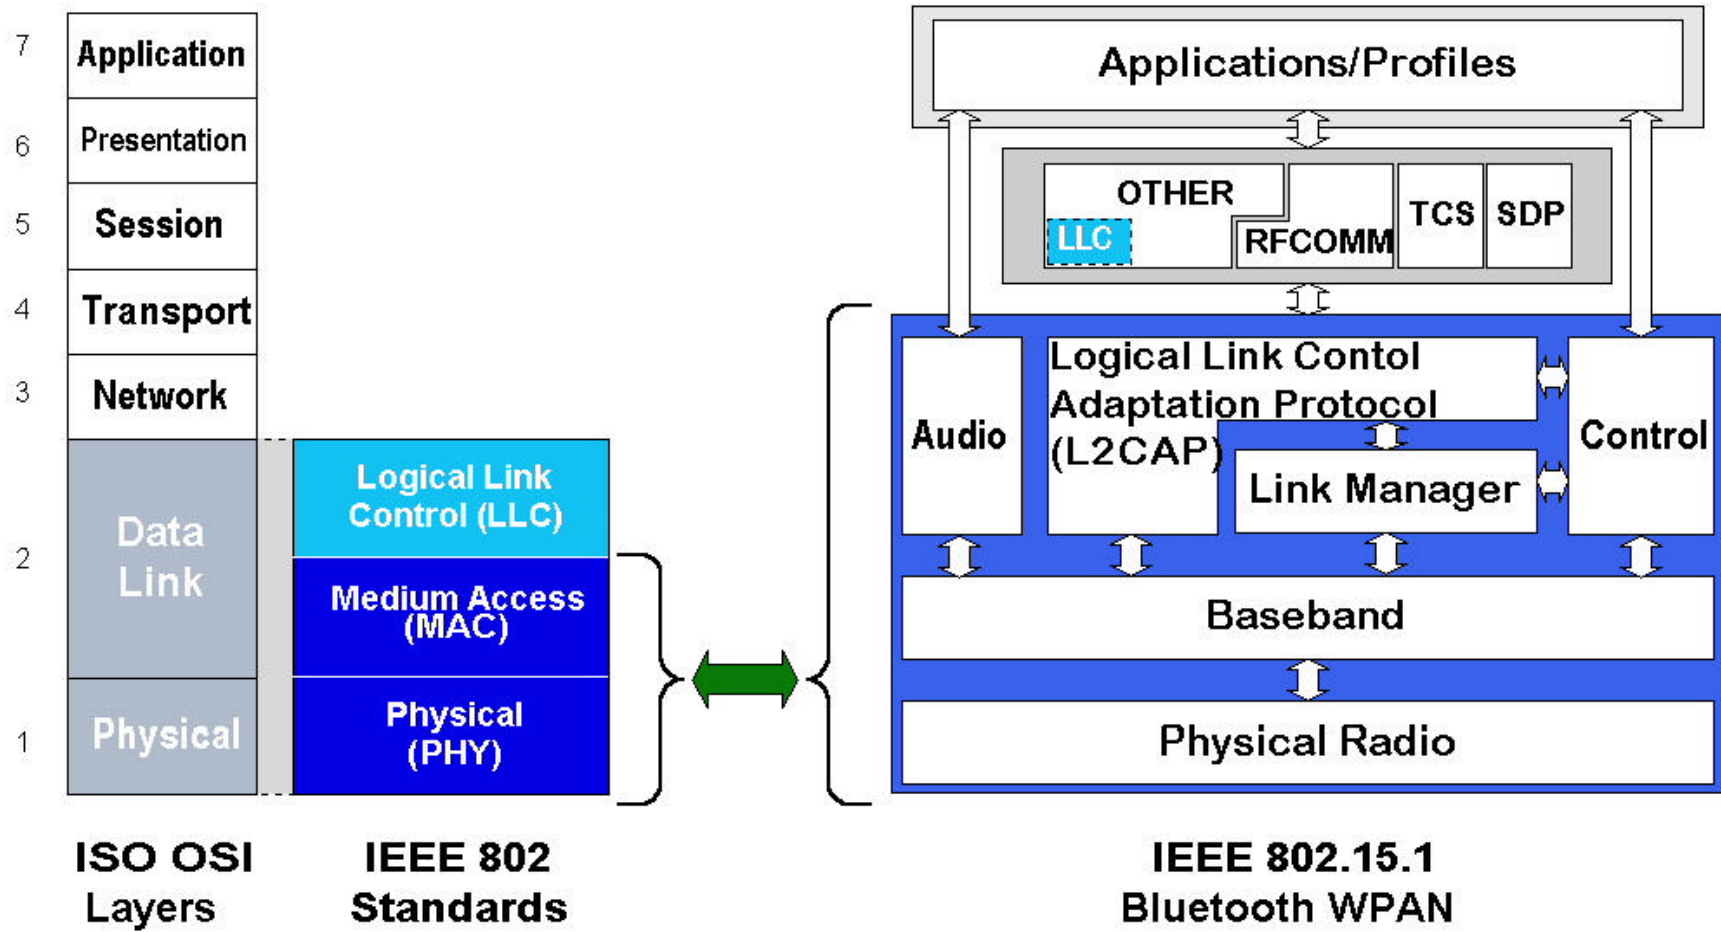 7
Application
6
Presentation
5
Session
4
Transport
3
Network
2
Data
Link
1
Physical
ISO OSI
Layers
Logical Link
Control (LLC)
Medium Access
(MAC)
Physical
(PHY)
IEEE 802
Standards
Applications/Profiles
OTHER
LLC
RFCOMM
TCS
SDP
Audio
Logical Link Contol
Adaptation Protocol
(L2CAP)
Link Manager
Control
Baseband
Physical Radio
IEEE 802.15.1
Bluetooth WPAN